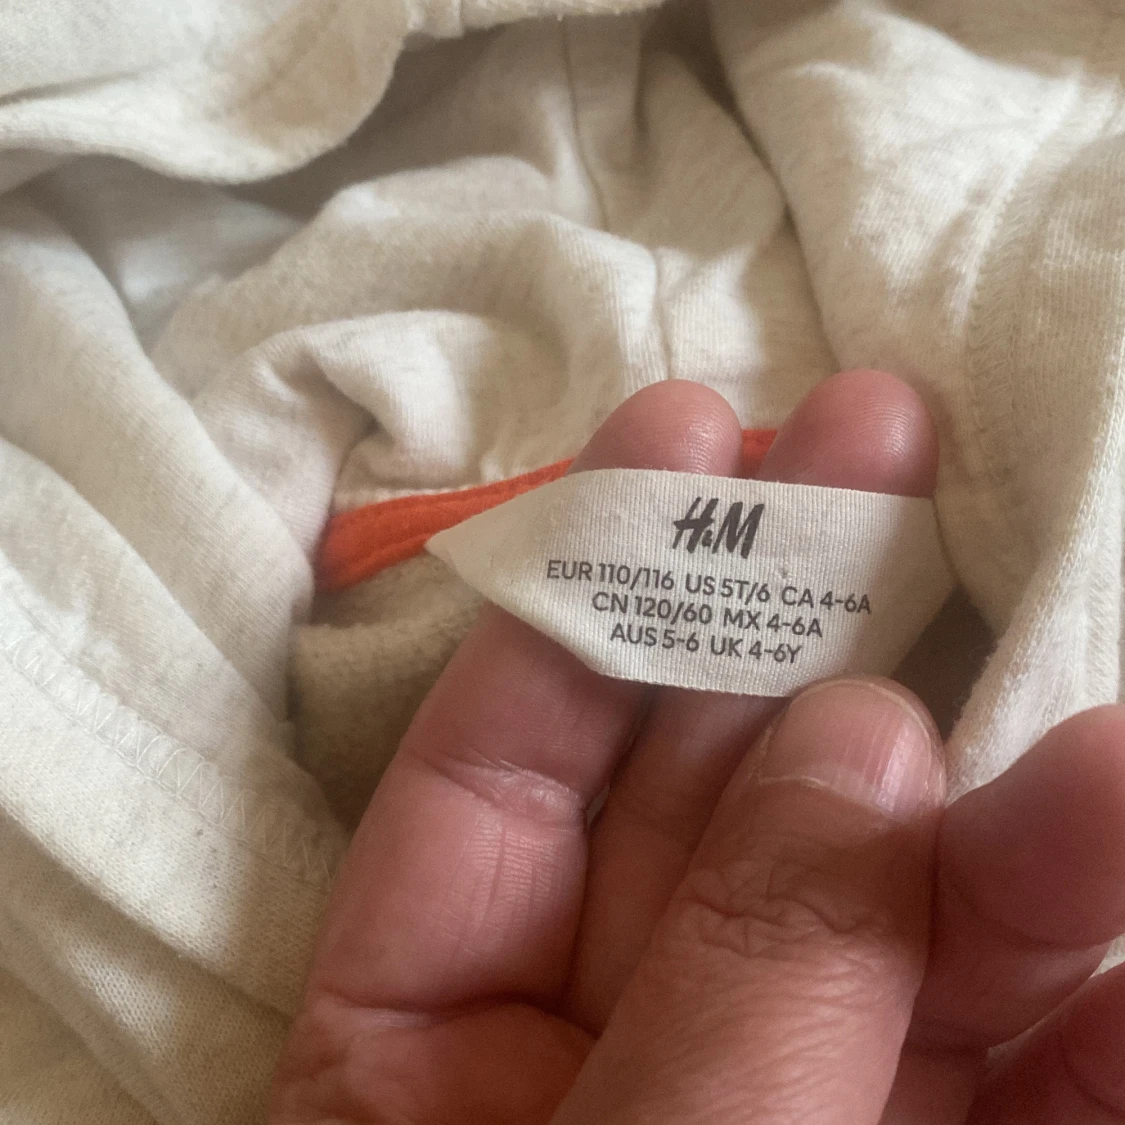 H&M
EUR 110/116 US 5T/6 CA 4-6A
CN 120/60 MX 4-6A
AUS 5-6 UK 4-6Y